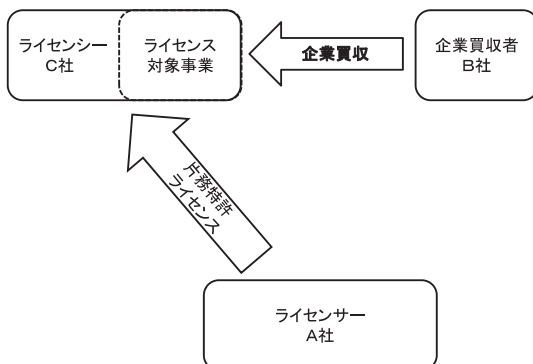 ライセンシー
C社
ライセンス
対象事業
企業買収
企業買収者
B社
片務特許
ライセンス
ライセンサー
A社